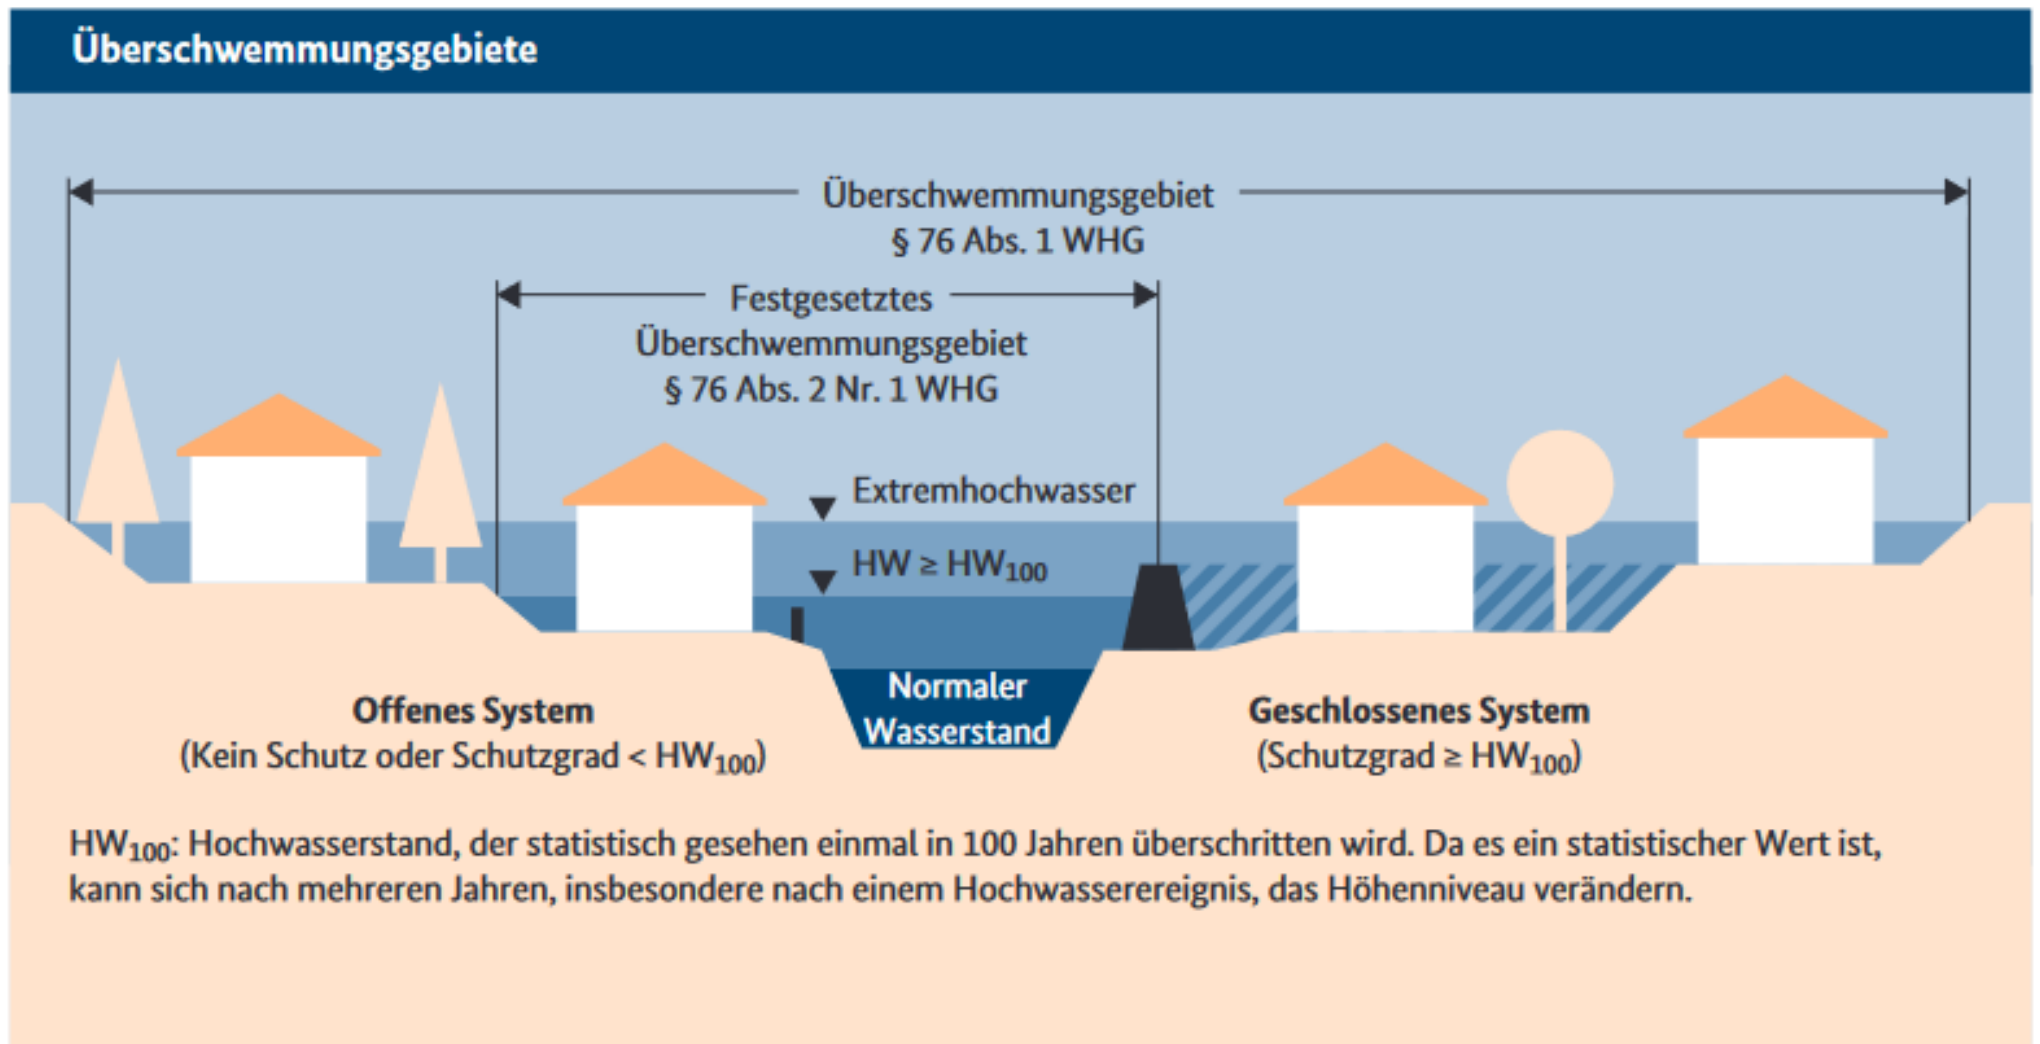 Überschwemmungsgebiete
Überschwemmungsgebiet
§ 76 Abs. 1 WHG
Festgesetztes
Überschwemmungsgebiet
§ 76 Abs. 2 Nr. 1 WHG
Extremhochwasser
HW ≥ HW₁₀₀
Normaler
Wasserstand
Offenes System
(Kein Schutz oder Schutzgrad < HW₁₀₀)
Geschlossenes System
(Schutzgrad ≥ HW₁₀₀)
HW₁₀₀: Hochwasserstand, der statistisch gesehen einmal in 100 Jahren überschritten wird. Da es ein statistischer Wert ist,
kann sich nach mehreren Jahren, insbesondere nach einem Hochwasserereignis, das Höhenniveau verändern.